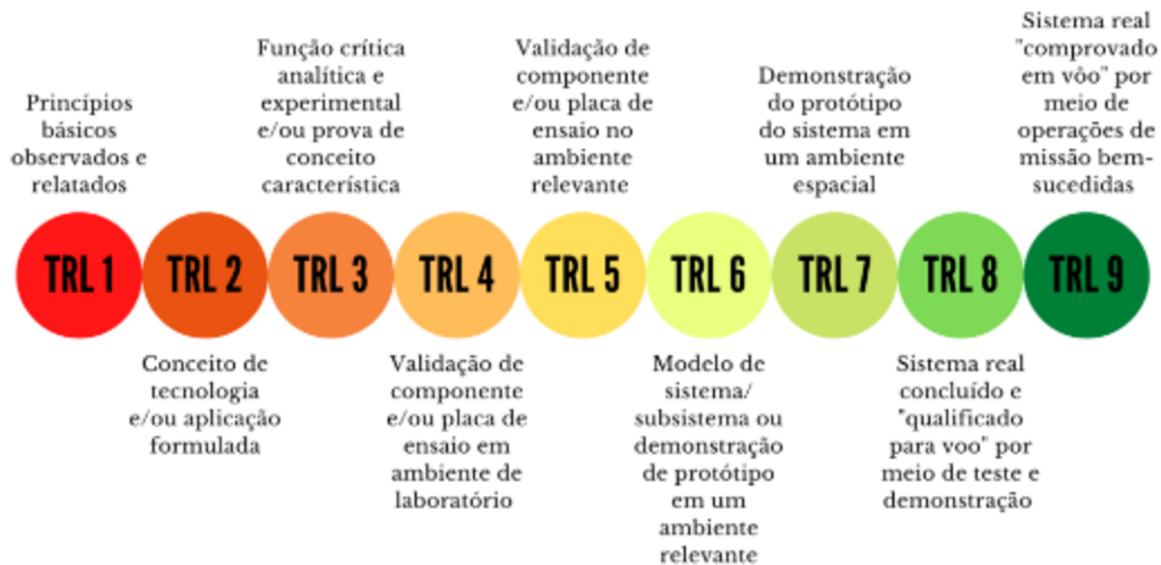 Princípios
básicos
observados e
relatados
Função crítica
analítica e
experimental
e/ou prova de
conceito
característica
Validação de
componente
e/ou placa de
ensaio no
ambiente
relevante
Demonstração
do protótipo
do sistema em
um ambiente
espacial
Sistema real
"comprovado
em vôo" por
meio de
operações de
missão bem-
sucedidas
TRL 1
TRL 2
TRL 3
TRL 4
TRL 5
TRL 6
TRL 7
TRL 8
TRL 9
Conceito de
tecnologia
e/ou aplicação
formulada
Validação de
componente
e/ou placa de
ensaio em
ambiente de
laboratório
Modelo de
sistema/
subsistema ou
demonstração
de protótipo
em um
ambiente
relevante
Sistema real
concluído e
"qualificado
para voo" por
meio de teste e
demonstração